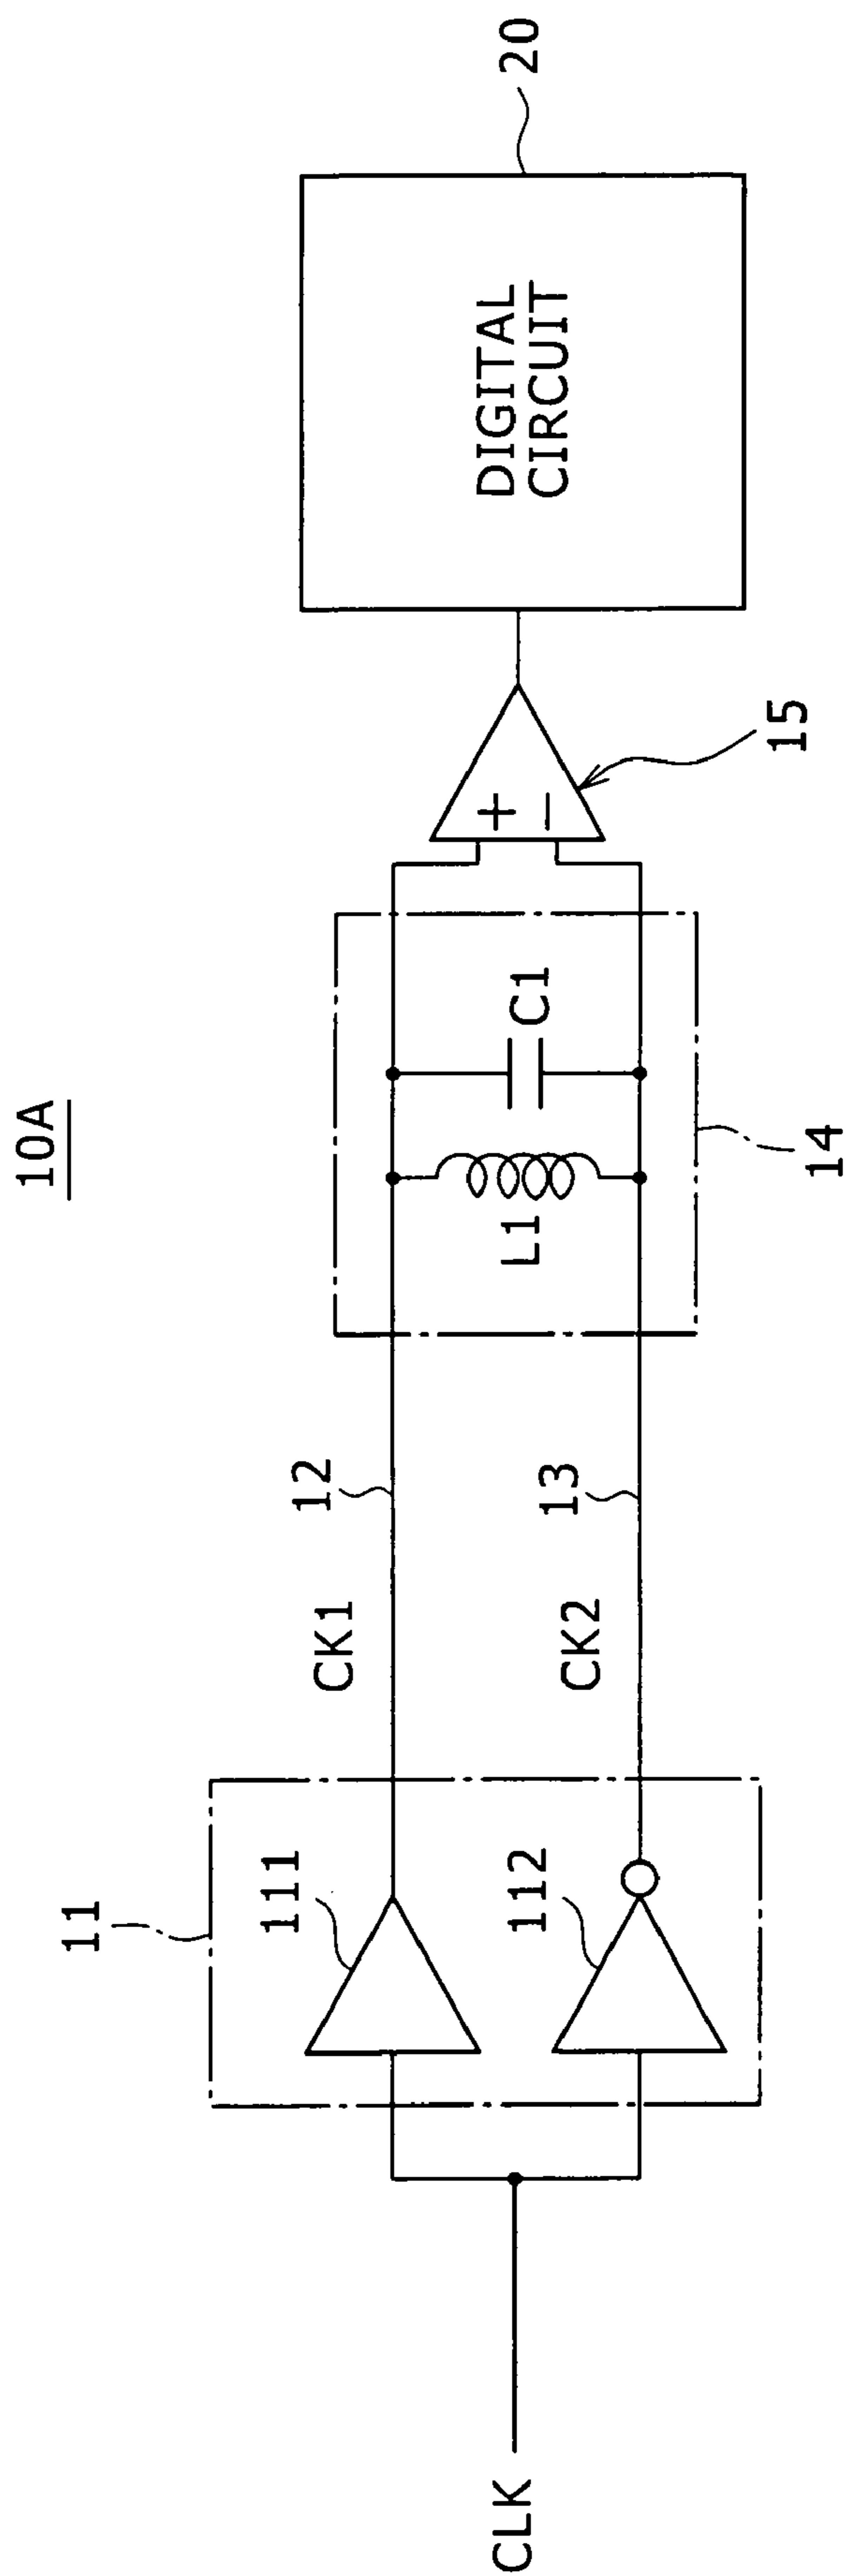 10A
11
111
112
CLK
CK1
CK2
12
13
L1
C1
14
+
−
15
DIGITAL
CIRCUIT
20